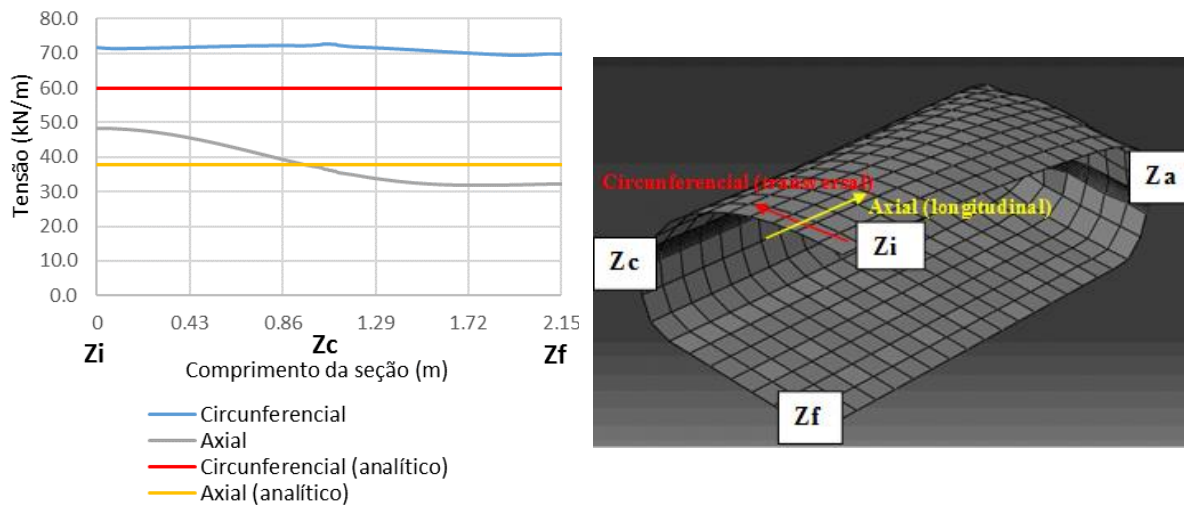 80.0
70.0
60.0
50.0
40.0
30.0
20.0
10.0
0.0
Tensão (kN/m)
0 0.43 0.86 1.29 1.72 2.15
Zi Zc Zf
Comprimento da seção (m)
Circunferencial
Axial
Circunferencial (analítico)
Axial (analítico)
Circunferencial (transversal)
Axial (longitudinal)
Za
Zi
Zc
Zf